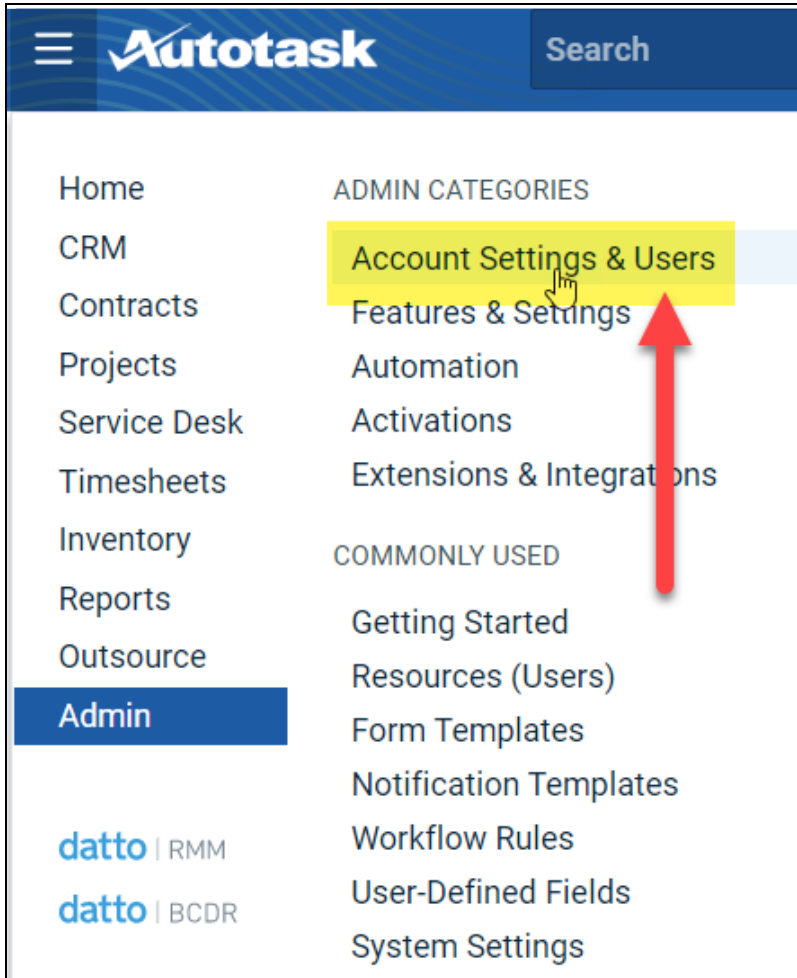 Autotask
Search
Home
CRM
Contracts
Projects
Service Desk
Timesheets
Inventory
Reports
Outsource
Admin
datto | RMM
datto | BCDR
ADMIN CATEGORIES
Account Settings & Users
Features & Settings
Automation
Activations
Extensions & Integrations
COMMONLY USED
Getting Started
Resources (Users)
Form Templates
Notification Templates
Workflow Rules
User-Defined Fields
System Settings